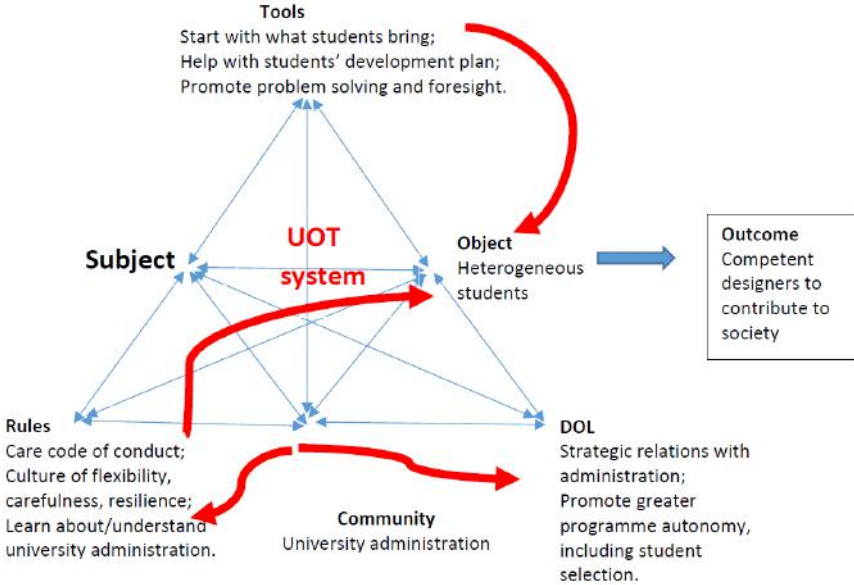 Tools
Start with what students bring;
Help with students’ development plan;
Promote problem solving and foresight.
Subject
UOT
system
Object
Heterogeneous
students
Outcome
Competent
designers to
contribute to
society
Rules
Care code of conduct;
Culture of flexibility,
carefulness, resilience;
Learn about/understand
university administration.
Community
University administration
DOL
Strategic relations with
administration;
Promote greater
programme autonomy,
including student
selection.